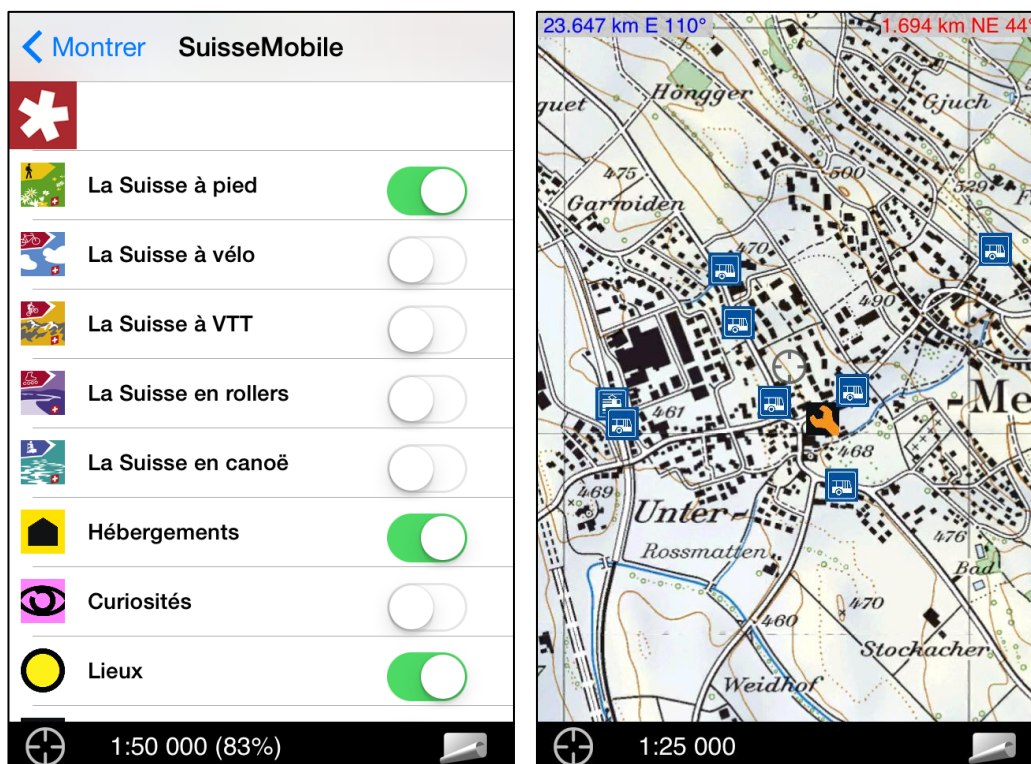 Montrer SuisseMobile
La Suisse à pied
La Suisse à vélo
La Suisse à VTT
La Suisse en rollers
La Suisse en canoë
Hébergements
Curiosités
Lieux
1:50 000 (83%)
23.647 km E 110°
1.694 km NE 44°
Höngger
Gjuch
quet
475
500
529
Garwiden
470
490
Me
461
468
469
Unter-
476
Rossmatten
Bad
470
460
Stockacher
Weidhof
1:25 000